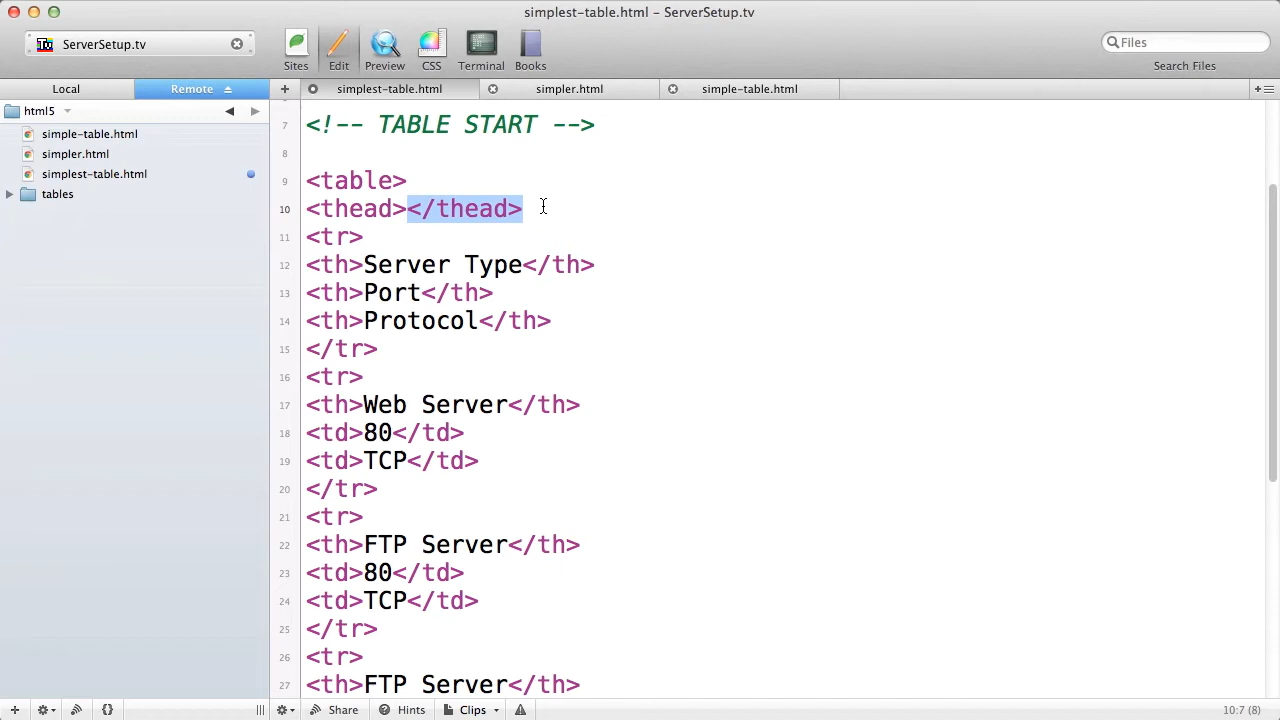 simplest-table.html – ServerSetup.tv
ServerSetup.tv
Sites
Edit
Preview
CSS
Terminal
Books
Files
Search Files
Local
Remote
simplest-table.html
simpler.html
simple-table.html
html5
simple-table.html
simpler.html
simplest-table.html
tables
7 <!-- TABLE START -->
8
9 <table>
10 <thead></thead>
11 <tr>
12 <th>Server Type</th>
13 <th>Port</th>
14 <th>Protocol</th>
15 </tr>
16 <tr>
17 <th>Web Server</th>
18 <td>80</td>
19 <td>TCP</td>
20 </tr>
21 <tr>
22 <th>FTP Server</th>
23 <td>80</td>
24 <td>TCP</td>
25 </tr>
26 <tr>
27 <th>FTP Server</th>
Share
Hints
Clips
10:7 (8)